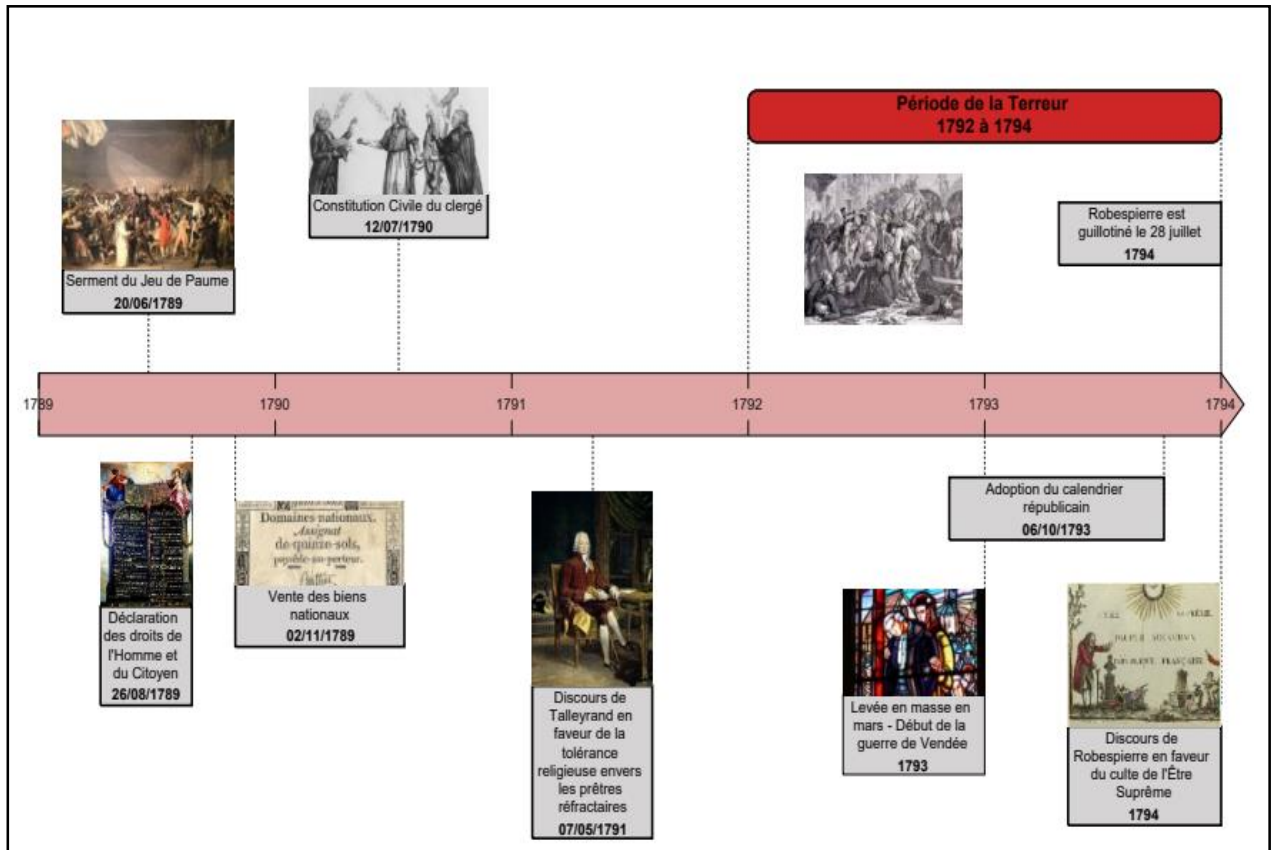 Période de la Terreur
1792 à 1794
Constitution Civile du clergé
12/07/1790
Robespierre est
guillotiné le 28 juillet
1794
Serment du Jeu de Paume
20/06/1789
1789
1790
1791
1792
1793
1794
Déclaration
des droits de
l'Homme et
du Citoyen
26/08/1789
Domaines nationaux.
Assignat
de quinze sols,
payable au porteur.
Vente des biens
nationaux
02/11/1789
Discours de
Talleyrand en
faveur de la
tolérance
religieuse envers
les prêtres
réfractaires
07/05/1791
Adoption du calendrier
républicain
06/10/1793
Levée en masse en
mars - Début de la
guerre de Vendée
1793
FRANÇAISE
Discours de
Robespierre en faveur
du culte de l'Être
Suprême
1794